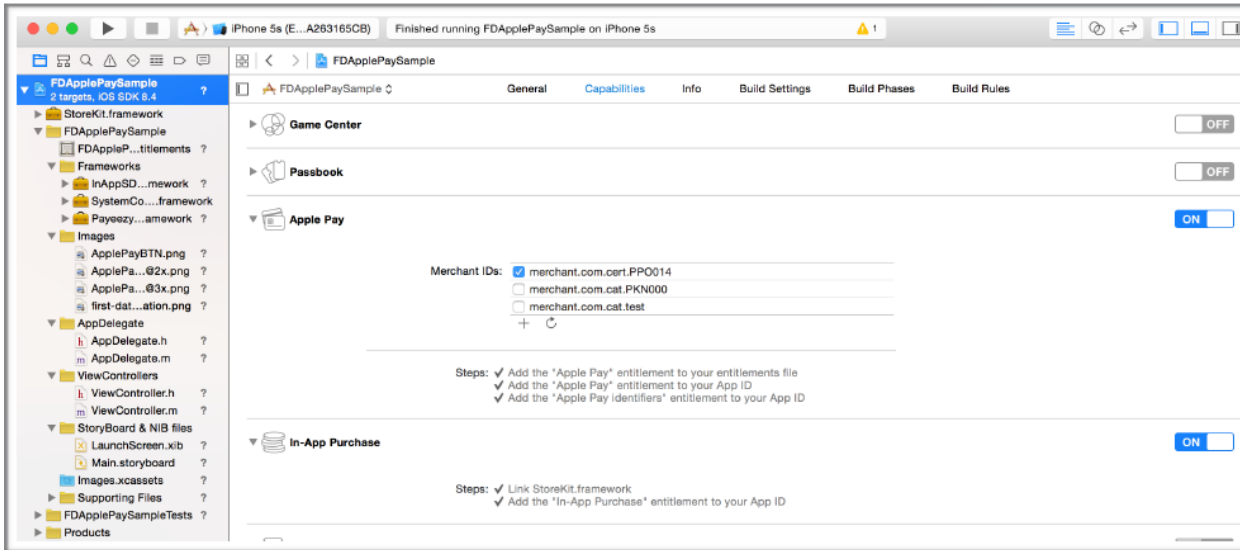 iPhone 5s (E...A263165CB)
Finished running FDApplePaySample on iPhone 5s
1
FDApplePaySample
FDApplePaySample ?
2 targets, iOS SDK 8.4
StoreKit.framework
FDApplePaySample
FDAppleP...titlements ?
Frameworks
InAppSD...mework ?
SystemCo....framework
Payeezy...amework ?
Images
ApplePayBTN.png ?
ApplePa...@2x.png ?
ApplePa...@3x.png ?
first-dat...ation.png ?
AppDelegate
h AppDelegate.h ?
m AppDelegate.m ?
ViewControllers
h ViewController.h ?
m ViewController.m ?
StoryBoard & NIB files
LaunchScreen.xib ?
Main.storyboard ?
Images.xcassets ?
Supporting Files ?
FDApplePaySampleTests ?
Products
FDApplePaySample
General Capabilities Info Build Settings Build Phases Build Rules
Game Center OFF
Passbook OFF
Apple Pay ON
Merchant IDs: merchant.com.cert.PPO014
merchant.com.cat.PKN000
merchant.com.cat.test
+
Steps: ✓ Add the "Apple Pay" entitlement to your entitlements file
✓ Add the "Apple Pay" entitlement to your App ID
✓ Add the "Apple Pay identifiers" entitlement to your App ID
In-App Purchase ON
Steps: ✓ Link StoreKit.framework
✓ Add the "In-App Purchase" entitlement to your App ID